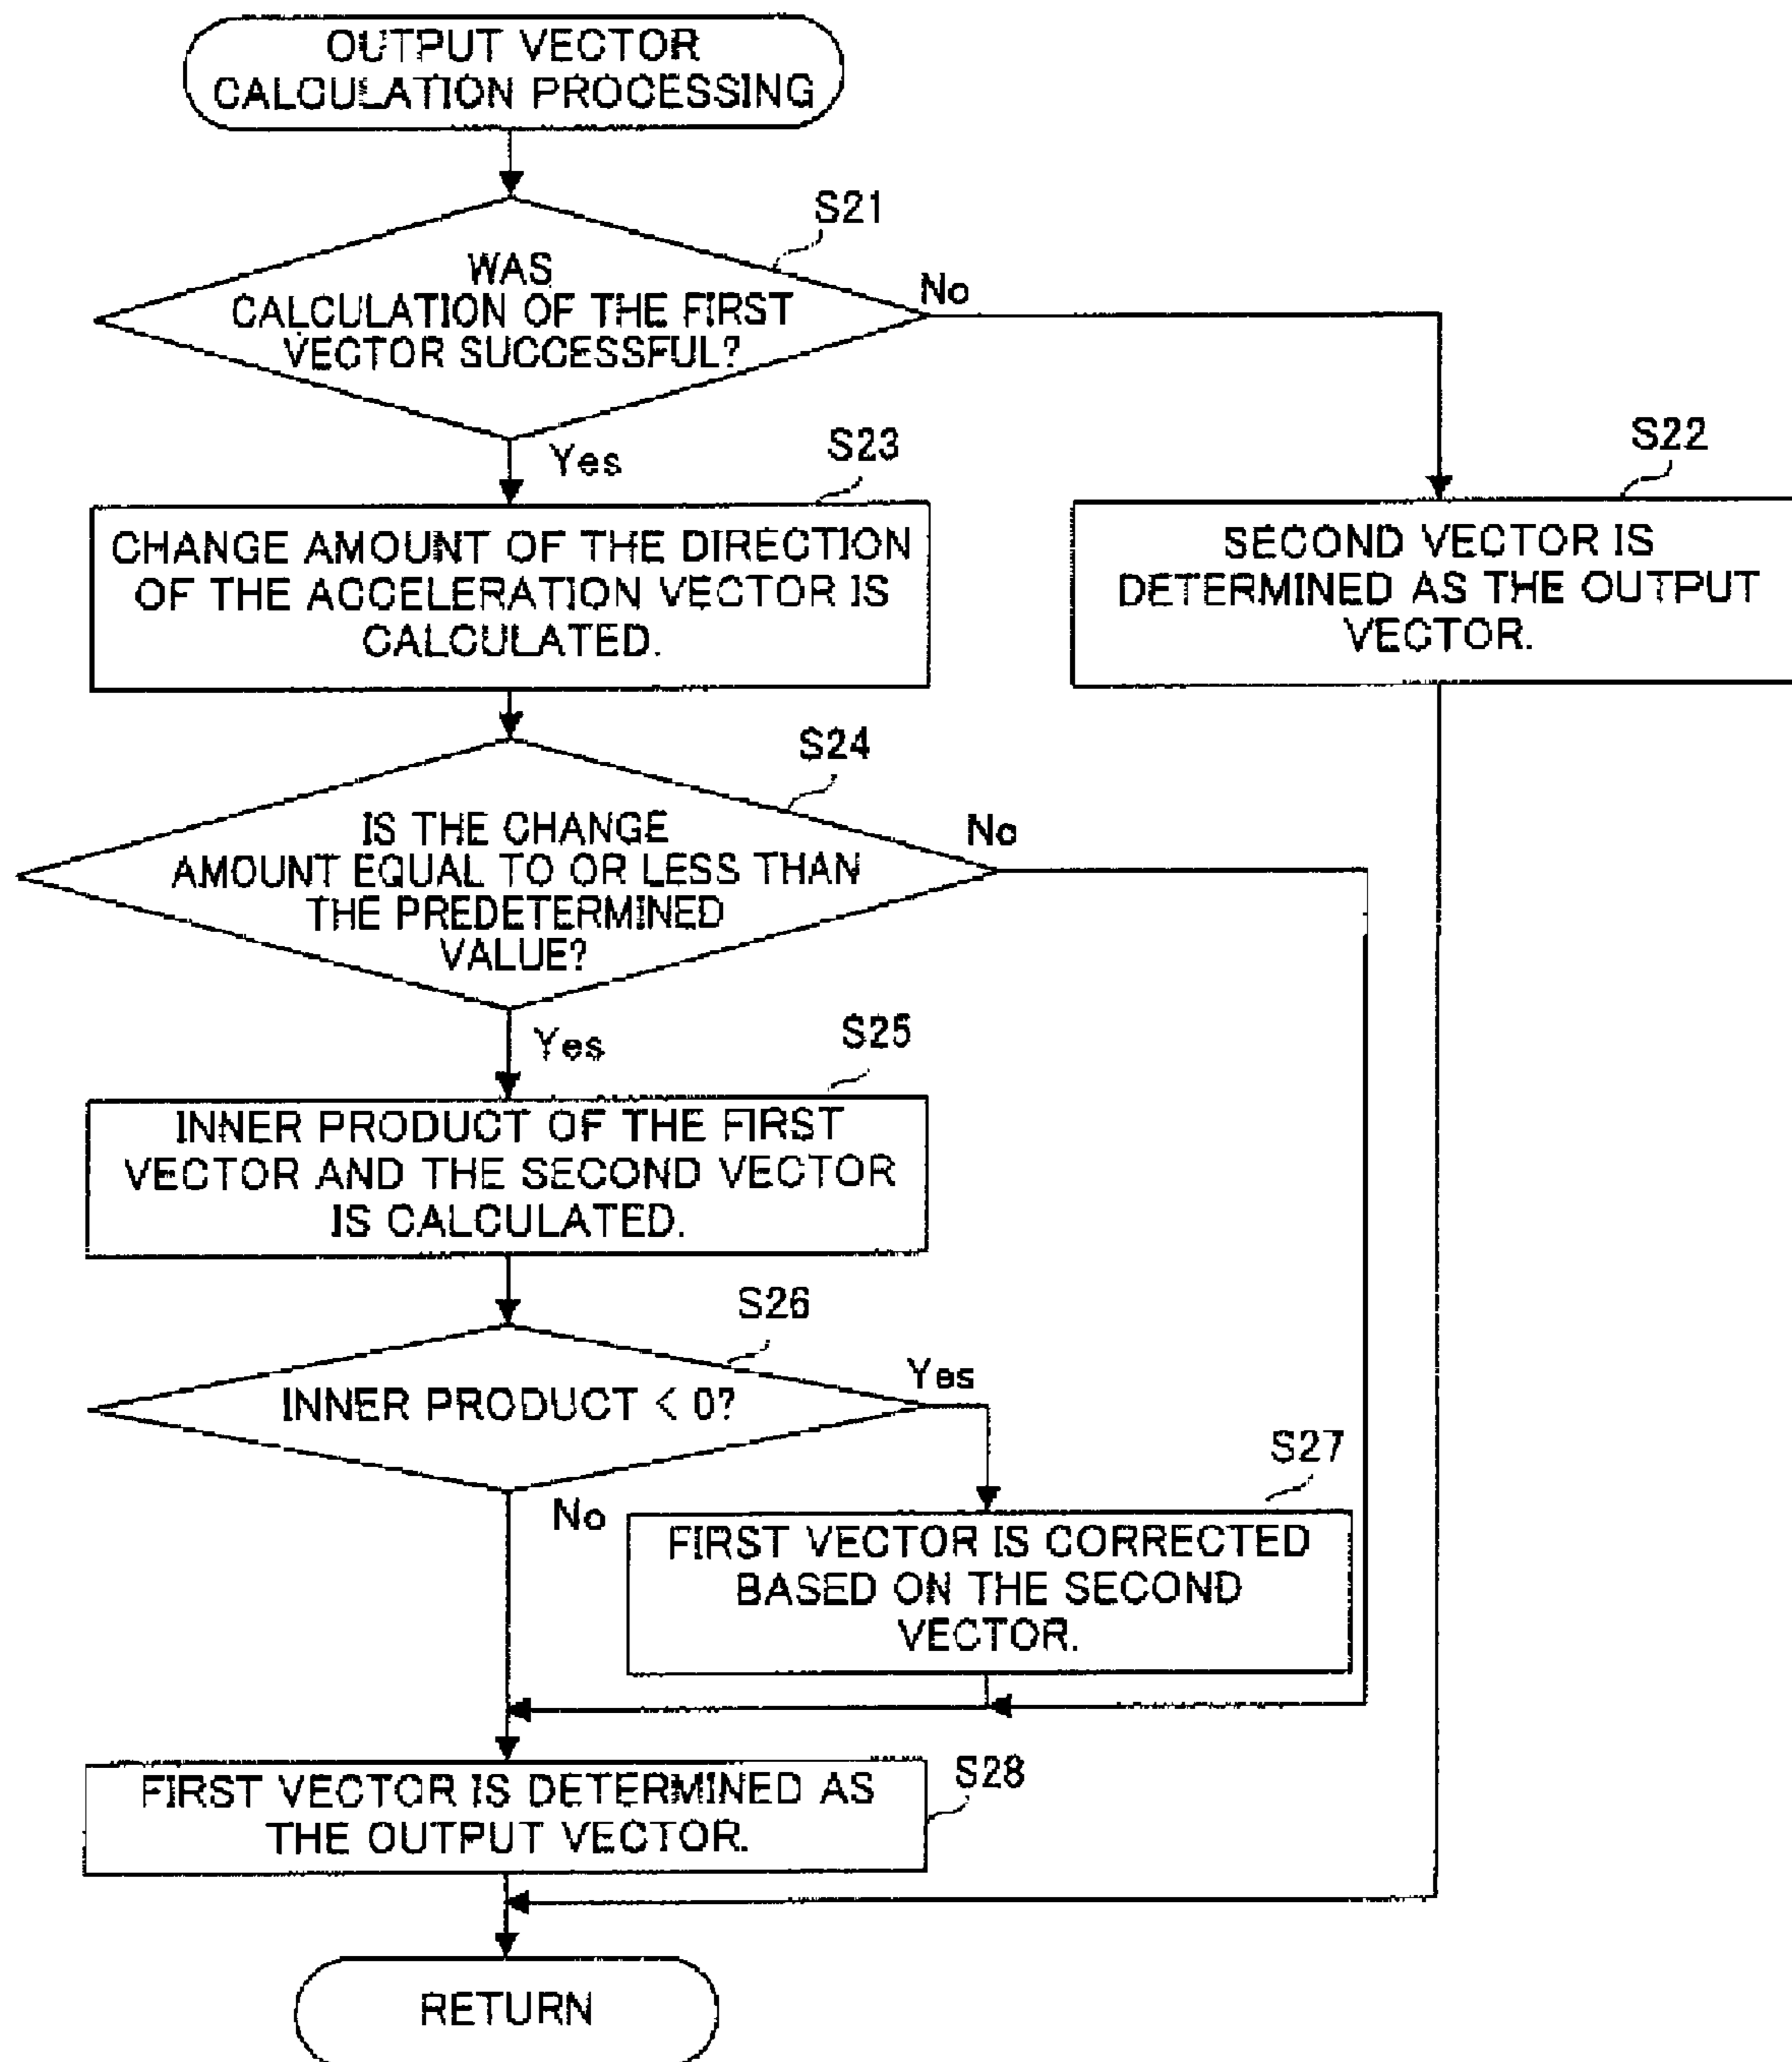 OUTPUT VECTOR
CALCULATION PROCESSING
S21
WAS
CALCULATION OF THE FIRST
VECTOR SUCCESSFUL?
No
Yes
S22
SECOND VECTOR IS
DETERMINED AS THE OUTPUT
VECTOR.
S23
CHANGE AMOUNT OF THE DIRECTION
OF THE ACCELERATION VECTOR IS
CALCULATED.
S24
IS THE CHANGE
AMOUNT EQUAL TO OR LESS THAN
THE PREDETERMINED
VALUE?
No
Yes
S25
INNER PRODUCT OF THE FIRST
VECTOR AND THE SECOND VECTOR
IS CALCULATED.
S26
INNER PRODUCT < 0?
Yes
No
S27
FIRST VECTOR IS CORRECTED
BASED ON THE SECOND
VECTOR.
S28
FIRST VECTOR IS DETERMINED AS
THE OUTPUT VECTOR.
RETURN